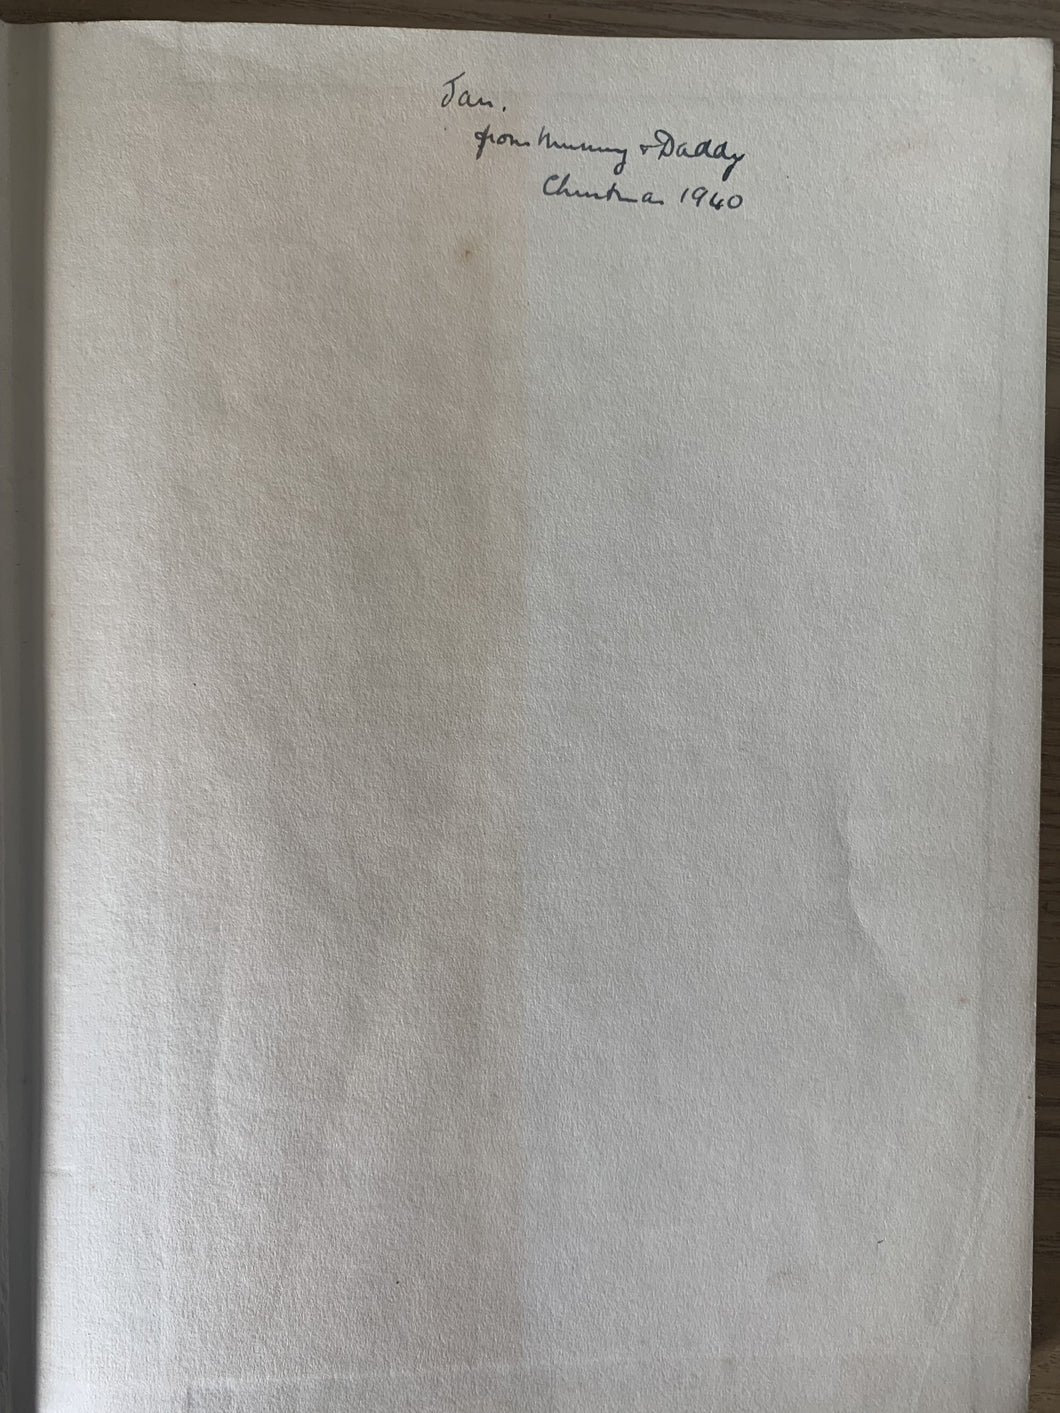 Jan.
from Mummy + Daddy
Christmas 1940